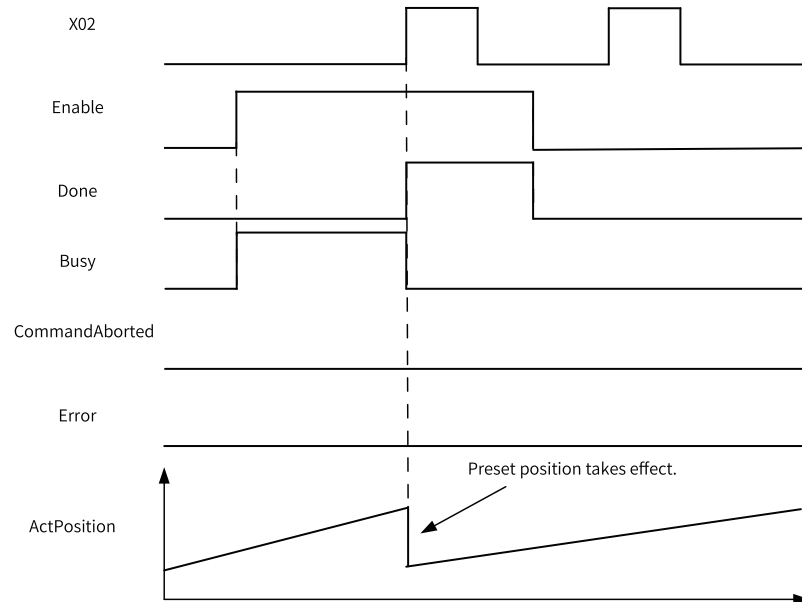 X02
Enable
Done
Busy
CommandAborted
Error
Preset position takes effect.
ActPosition